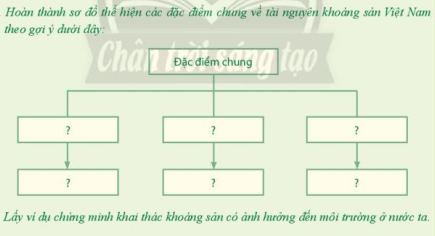 Hoàn thành sơ đồ thể hiện các đặc điểm chung về tài nguyên khoáng sản Việt Nam
theo gợi ý dưới đây:
Chân trời sáng tạo
Đặc điểm chung
? ? ?
? ? ?
Lấy ví dụ chứng minh khai thác khoáng sản có ảnh hưởng đến môi trường ở nước ta.